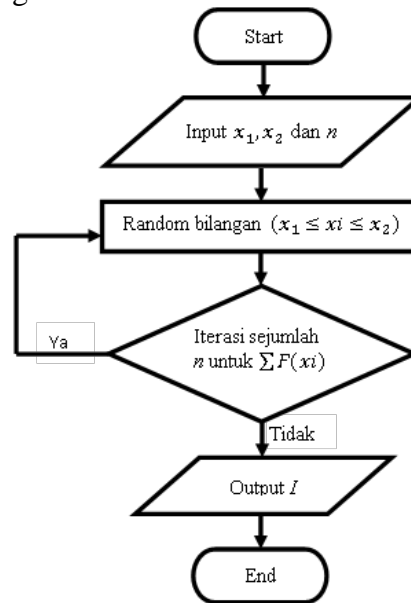 Start
Input x₁, x₂ dan n
Random bilangan (x₁ ≤ xi ≤ x₂)
Ya
Iterasi sejumlah
n untuk ∑F(xi)
Tidak
Output I
End